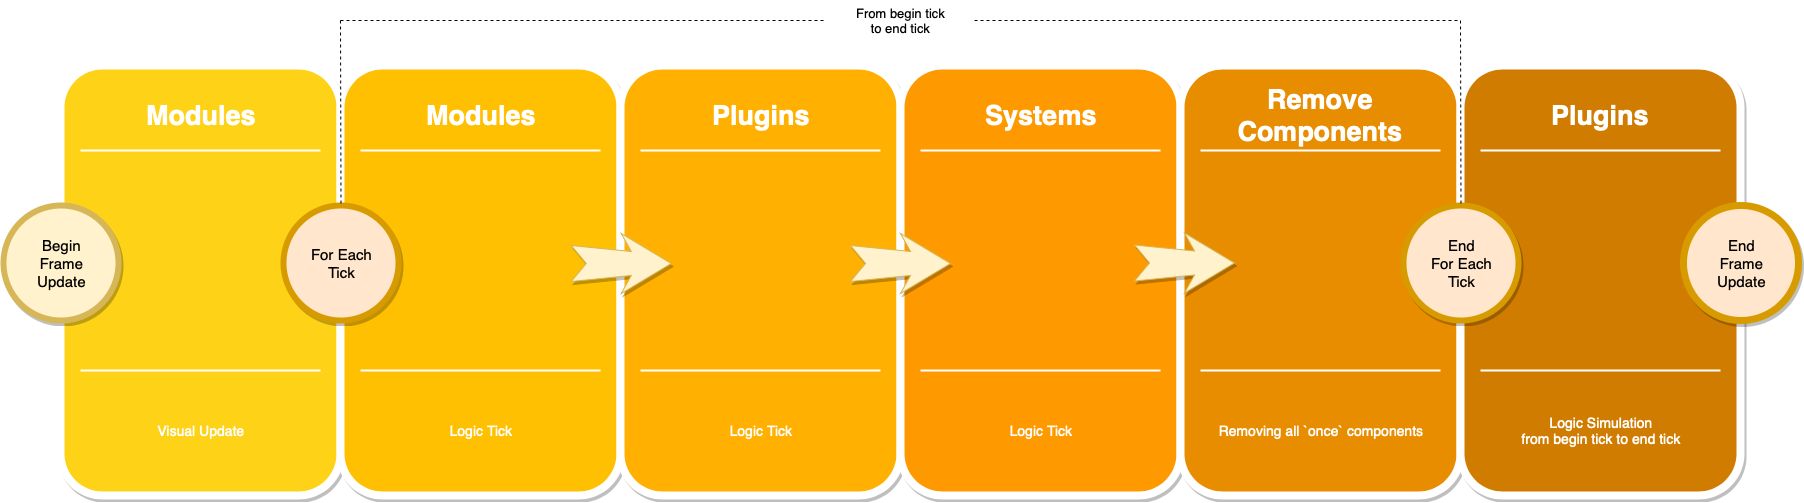 From begin tick
to end tick
Modules
Modules
Plugins
Systems
Remove
Components
Plugins
Begin
Frame
Update
For Each
Tick
End
For Each
Tick
End
Frame
Update
Visual Update
Logic Tick
Logic Tick
Logic Tick
Removing all `once` components
Logic Simulation
from begin tick to end tick